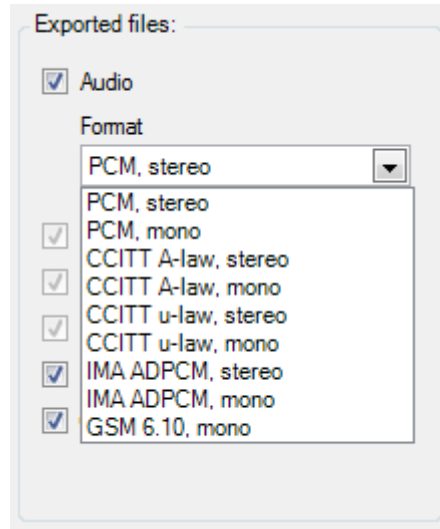 Exported files:
Audio
Format
PCM, stereo
PCM, stereo
PCM, mono
CCITT A-law, stereo
CCITT A-law, mono
CCITT u-law, stereo
CCITT u-law, mono
IMA ADPCM, stereo
IMA ADPCM, mono
GSM 6.10, mono